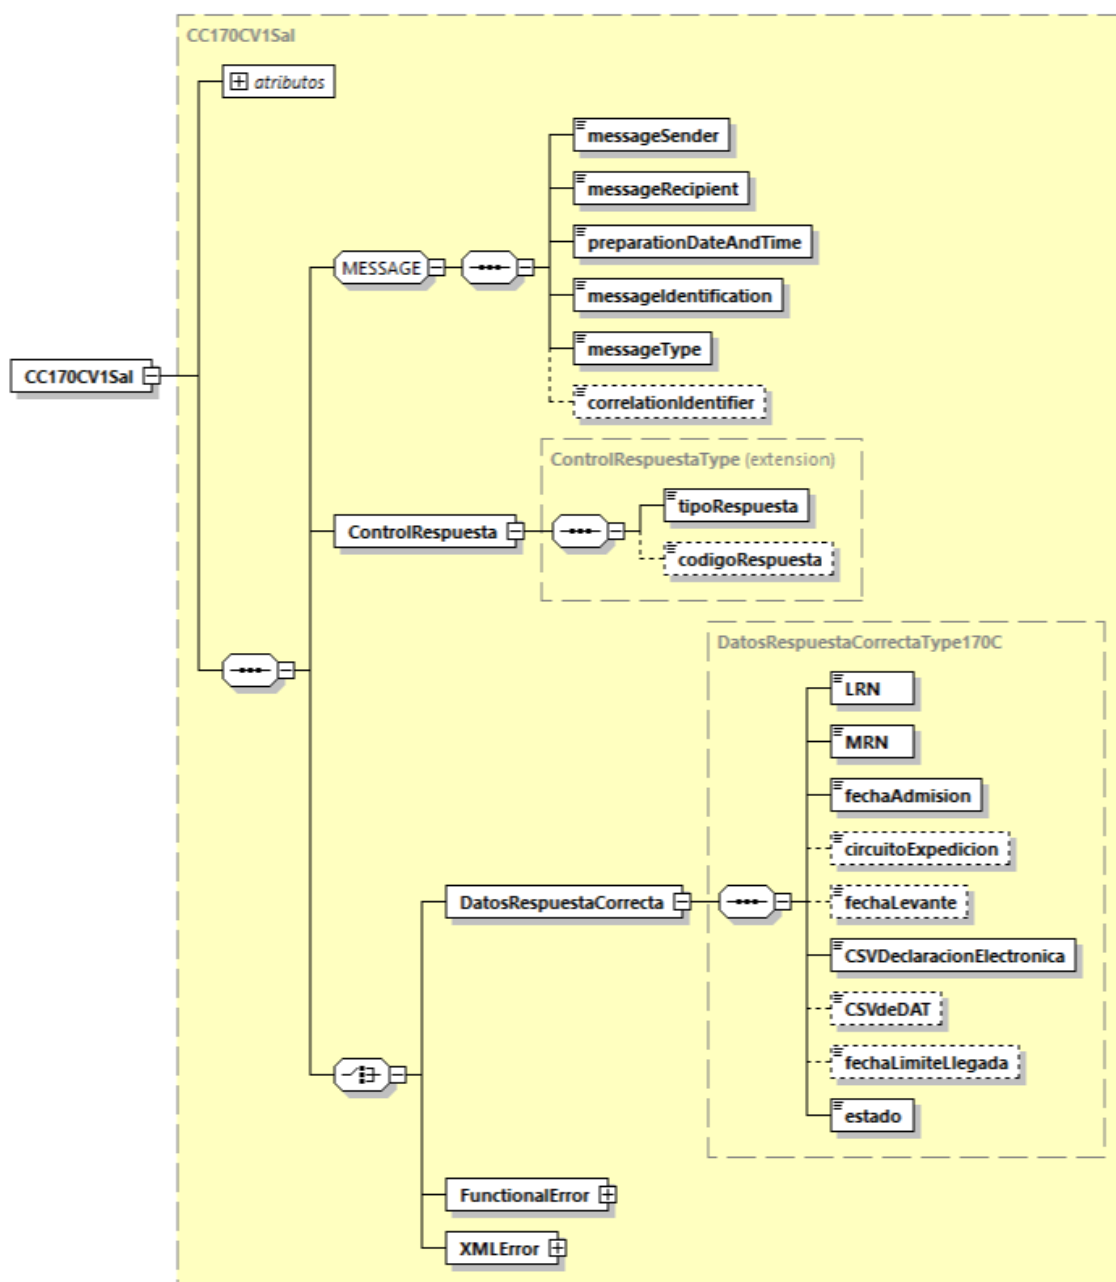 CC170CV1Sal
atributos
messageSender
messageRecipient
preparationDateAndTime
MESSAGE
messageIdentification
messageType
CC170CV1Sal
correlationIdentifier
ControlRespuestaType (extension)
tipoRespuesta
ControlRespuesta
codigoRespuesta
DatosRespuestaCorrectaType170C
LRN
MRN
fechaAdmision
circuitoExpedicion
DatosRespuestaCorrecta
fechaLevante
CSVDeclaracionElectronica
CSVdeDAT
fechaLimiteLlegada
estado
FunctionalError
XMLError